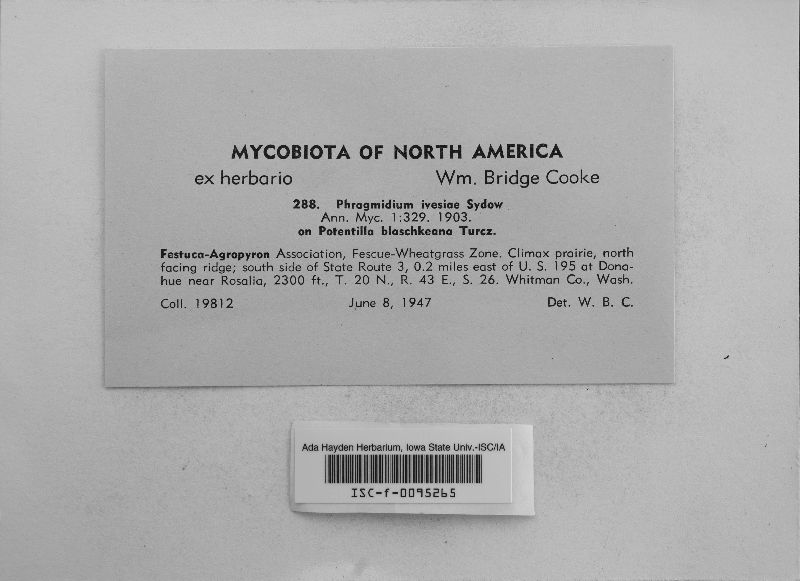 MYCOBIOTA OF NORTH AMERICA
ex herbario Wm. Bridge Cooke
288. Phragmidium ivesiae Sydow
Ann. Myc. 1:329. 1903.
on Potentilla blaschkeana Turcz.
Festuca-Agropyron Association, Fescue-Wheatgrass Zone. Climax prairie, north
facing ridge; south side of State Route 3, 0.2 miles east of U. S. 195 at Dona-
hue near Rosalia, 2300 ft., T. 20 N., R. 43 E., S. 26. Whitman Co., Wash.
Coll. 19812 June 8, 1947 Det. W. B. C.
Ada Hayden Herbarium, Iowa State Univ.-ISC/IA
ISC-f-0095265